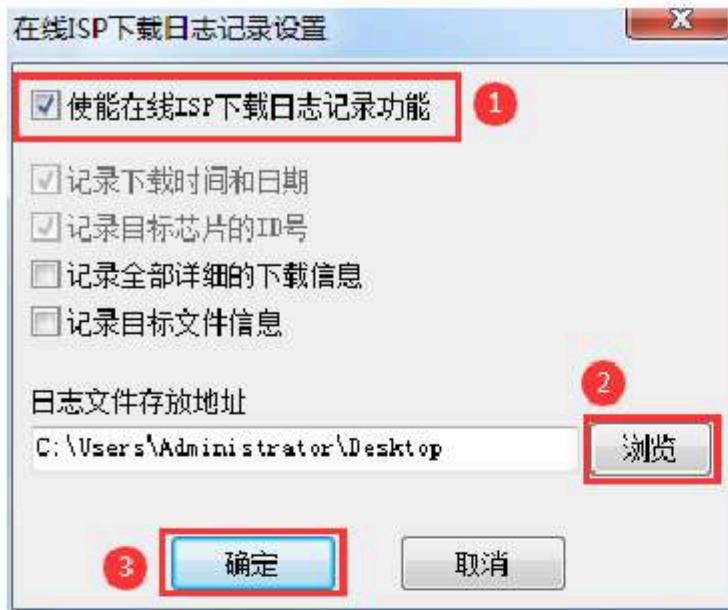 在线ISP下载日志记录设置
使能在线ISP下载日志记录功能
1
记录下载时间和日期
记录目标芯片的ID号
记录全部详细的下载信息
记录目标文件信息
2
日志文件存放地址
C:\Users\Administrator\Desktop 浏览
3 确定 取消